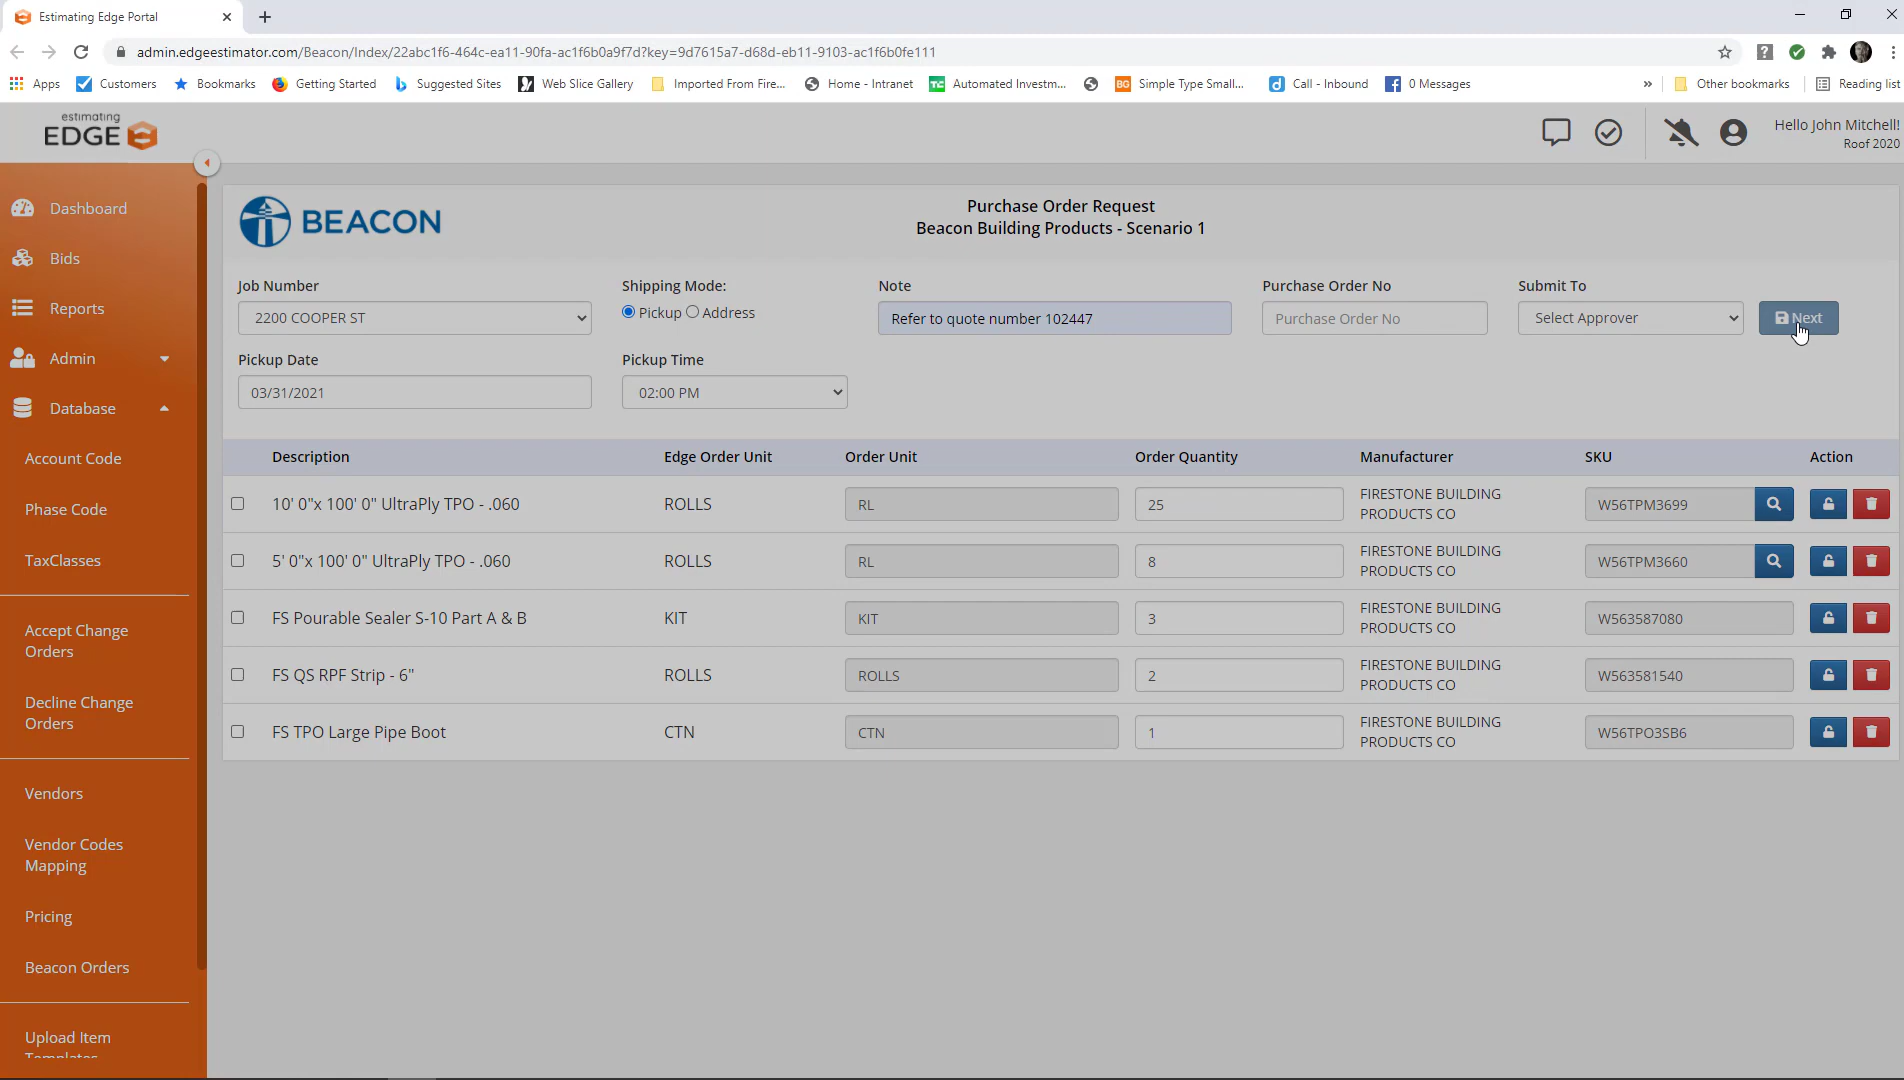 Estimating Edge Portal
admin.edgeestimator.com/Beacon/Index/22abc1f6-464c-ea11-90fa-ac1f6b0a9f7d?key=9d7615a7-d68d-eb11-9103-ac1f6b0fe111
Apps Customers Bookmarks Getting Started Suggested Sites Web Slice Gallery Imported From Fire... Home - Intranet TC Automated Investm... BG Simple Type Small... Call - Inbound 0 Messages » Other bookmarks Reading list
estimating
EDGE
Hello John Mitchell!
Roof 2020
Dashboard
Bids
Reports
Admin
Database
Account Code
Phase Code
TaxClasses
Accept Change
Orders
Decline Change
Orders
Vendors
Vendor Codes
Mapping
Pricing
Beacon Orders
Upload Item
Templates
BEACON
Purchase Order Request
Beacon Building Products - Scenario 1
Job Number
2200 COOPER ST
Shipping Mode:
Pickup Address
Note
Refer to quote number 102447
Purchase Order No
Purchase Order No
Submit To
Select Approver
Next
Pickup Date
03/31/2021
Pickup Time
02:00 PM
Description Edge Order Unit Order Unit Order Quantity Manufacturer SKU Action
10' 0"x 100' 0" UltraPly TPO - .060 ROLLS RL 25 FIRESTONE BUILDING PRODUCTS CO W56TPM3699
5' 0"x 100' 0" UltraPly TPO - .060 ROLLS RL 8 FIRESTONE BUILDING PRODUCTS CO W56TPM3660
FS Pourable Sealer S-10 Part A & B KIT KIT 3 FIRESTONE BUILDING PRODUCTS CO W563587080
FS QS RPF Strip - 6" ROLLS ROLLS 2 FIRESTONE BUILDING PRODUCTS CO W563581540
FS TPO Large Pipe Boot CTN CTN 1 FIRESTONE BUILDING PRODUCTS CO W56TPO3SB6